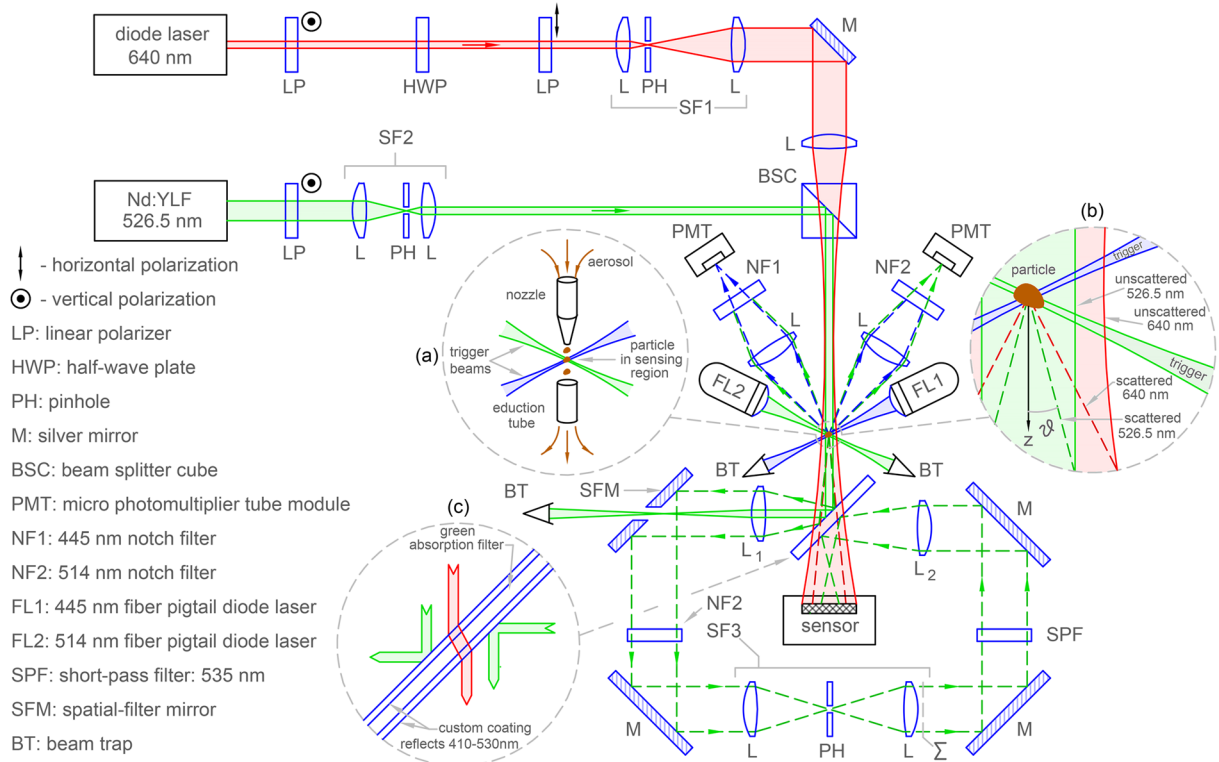 diode laser
640 nm
LP
HWP
LP
L
PH
L
SF1
M
L
BSC
SF2
Nd:YLF
526.5 nm
LP
L
PH
L
- horizontal polarization
- vertical polarization
LP: linear polarizer
HWP: half-wave plate
PH: pinhole
M: silver mirror
BSC: beam splitter cube
PMT: micro photomultiplier tube module
NF1: 445 nm notch filter
NF2: 514 nm notch filter
FL1: 445 nm fiber pigtail diode laser
FL2: 514 nm fiber pigtail diode laser
SPF: short-pass filter: 535 nm
SFM: spatial-filter mirror
BT: beam trap
(a)
aerosol
nozzle
trigger
beams
particle
in sensing
region
eduction
tube
PMT
NF1
L
FL2
PMT
NF2
L
FL1
BT
BT
(b)
particle
trigger
unscattered
526.5 nm
unscattered
640 nm
trigger
scattered
640 nm
scattered
526.5 nm
z
ϑ
BT
SFM
L1
L2
M
sensor
NF2
SF3
SPF
M
L
PH
L
Σ
M
(c)
green
absorption filter
custom coating
reflects 410-530nm